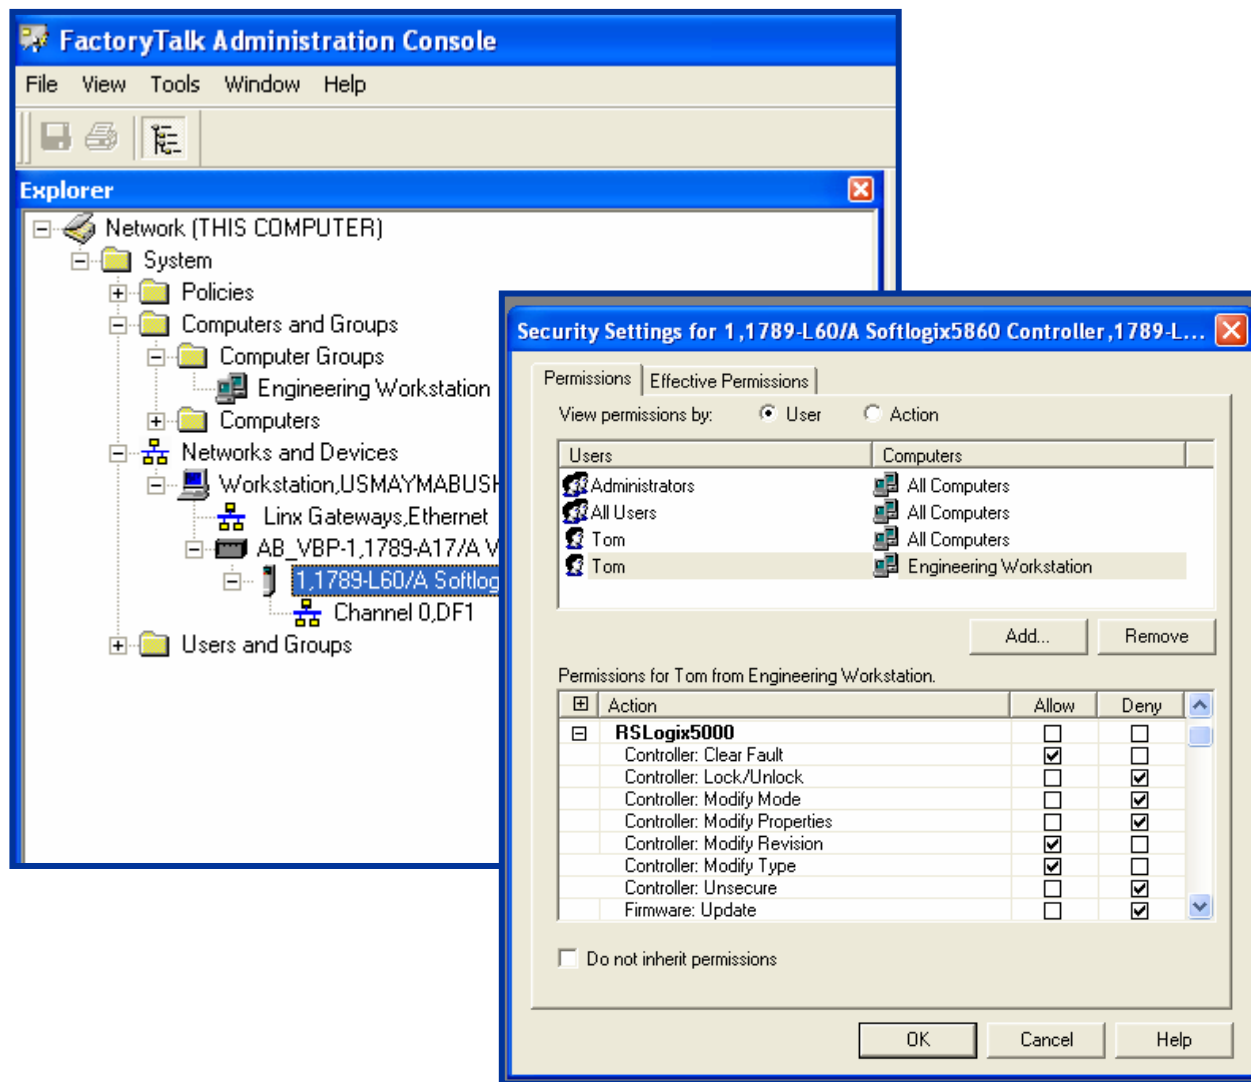 FactoryTalk Administration Console
File View Tools Window Help
Explorer
Network (THIS COMPUTER)
System
Policies
Computers and Groups
Computer Groups
Engineering Workstation
Computers
Networks and Devices
Workstation,USMAYMABUSH
Linx Gateways,Ethernet
AB_VBP-1,1789-A17/A V
1,1789-L60/A Softlog
Channel 0,DF1
Users and Groups
Security Settings for 1,1789-L60/A Softlogix5860 Controller,1789-L...
Permissions Effective Permissions
View permissions by: User Action
Users Computers
Administrators All Computers
All Users All Computers
Tom All Computers
Tom Engineering Workstation
Add... Remove
Permissions for Tom from Engineering Workstation.
Action Allow Deny
RSLogix5000
Controller: Clear Fault
Controller: Lock/Unlock
Controller: Modify Mode
Controller: Modify Properties
Controller: Modify Revision
Controller: Modify Type
Controller: Unsecure
Firmware: Update
Do not inherit permissions
OK Cancel Help